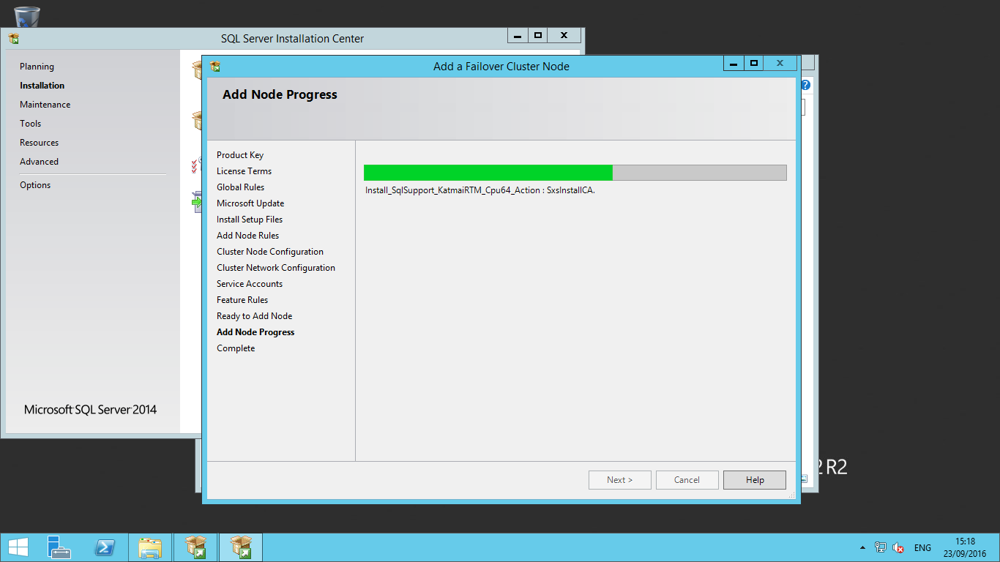 SQL Server Installation Center
Planning
Installation
Maintenance
Tools
Resources
Advanced
Options
Microsoft SQL Server 2014
Add a Failover Cluster Node
Add Node Progress
Product Key
License Terms
Global Rules
Microsoft Update
Install Setup Files
Add Node Rules
Cluster Node Configuration
Cluster Network Configuration
Service Accounts
Feature Rules
Ready to Add Node
Add Node Progress
Complete
Install_SqlSupport_KatmaiRTM_Cpu64_Action : SxsInstallCA.
Next >
Cancel
Help
2 R2
ENG
15:18
23/09/2016